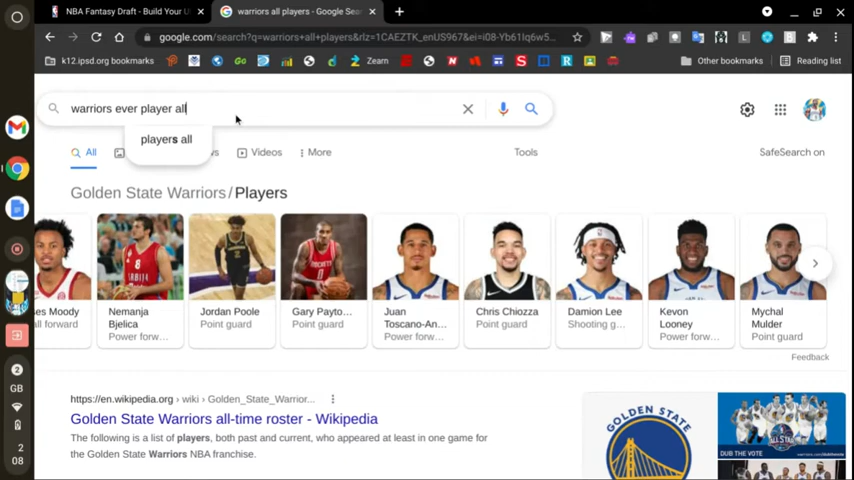 NBA Fantasy Draft - Build Your U
warriors all players - Google Sear
google.com/search?q=warriors+all+players&rlz=1CAEZTK_enUS967&ei=i08-Yb61Iq6w5...
k12.ipsd.org bookmarks
Go
Zearn
Other bookmarks
Reading list
warriors ever player all
players all
All
ws
Videos
More
Tools
SafeSearch on
Golden State Warriors/Players
es Moody
all forward
Nemanja
Bjelica
Power forw...
Jordan Poole
Point guard
Gary Payto...
Point guard
Juan
Toscano-An...
Power forw...
Chris Chiozza
Point guard
Damion Lee
Shooting g...
Kevon
Looney
Power forw...
Mychal
Mulder
Point guard
Feedback
https://en.wikipedia.org › wiki › Golden_State_Warrior...
Golden State Warriors all-time roster - Wikipedia
The following is a list of players, both past and current, who appeared at least in one game for
the Golden State Warriors NBA franchise.
GOLDEN STATE
DUB THE VOTE
2
GB
2
08